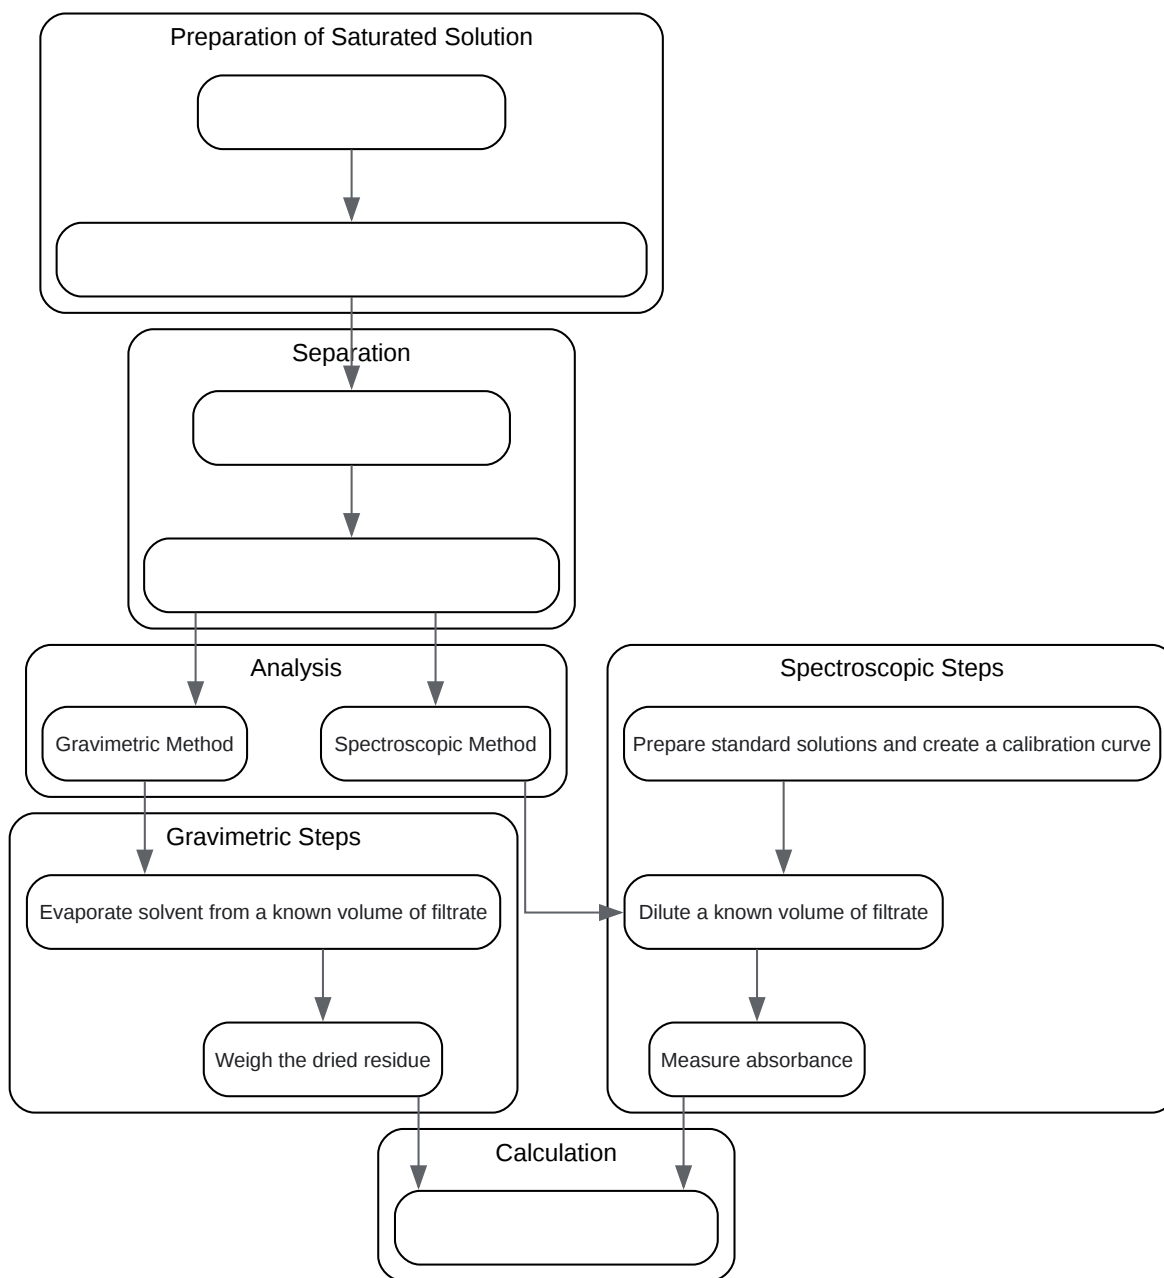 Preparation of Saturated Solution
Separation
Analysis
Spectroscopic Steps
Gravimetric Method
Spectroscopic Method
Prepare standard solutions and create a calibration curve
Gravimetric Steps
Evaporate solvent from a known volume of filtrate
Dilute a known volume of filtrate
Weigh the dried residue
Measure absorbance
Calculation